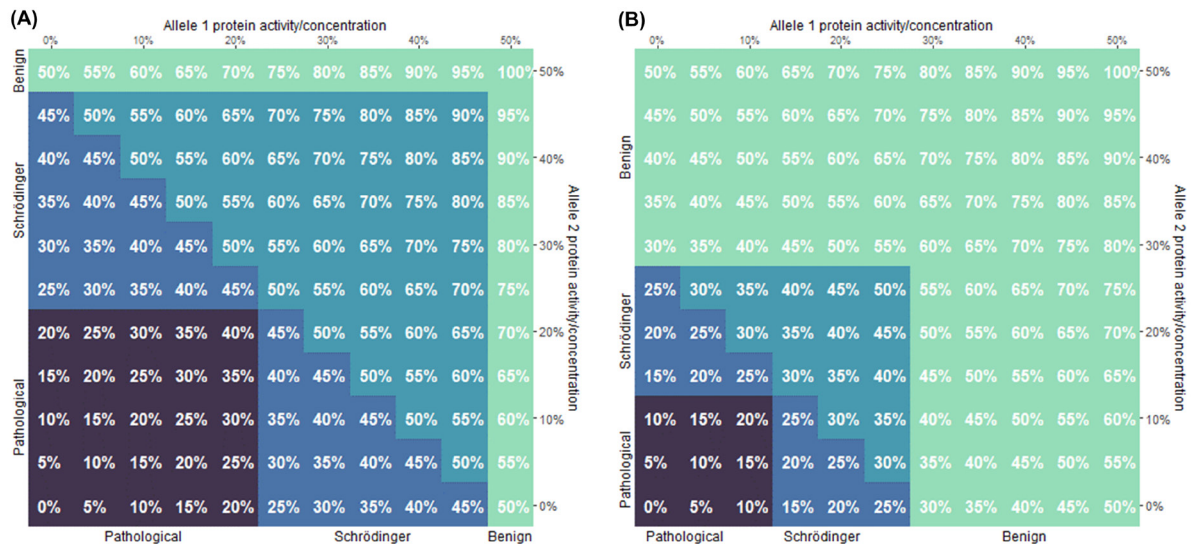 (A)
Allele 1 protein activity/concentration
0% 10% 20% 30% 40% 50%
Benign
Schrödinger
Pathological
50% 55% 60% 65% 70% 75% 80% 85% 90% 95% 100% 50%
45% 50% 55% 60% 65% 70% 75% 80% 85% 90% 95%
40% 45% 50% 55% 60% 65% 70% 75% 80% 85% 90% 40%
35% 40% 45% 50% 55% 60% 65% 70% 75% 80% 85%
30% 35% 40% 45% 50% 55% 60% 65% 70% 75% 80% 30%
25% 30% 35% 40% 45% 50% 55% 60% 65% 70% 75%
20% 25% 30% 35% 40% 45% 50% 55% 60% 65% 70% 20%
15% 20% 25% 30% 35% 40% 45% 50% 55% 60% 65%
10% 15% 20% 25% 30% 35% 40% 45% 50% 55% 60% 10%
5% 10% 15% 20% 25% 30% 35% 40% 45% 50% 55%
0% 5% 10% 15% 20% 25% 30% 35% 40% 45% 50% 0%
Allele 2 protein activity/concentration
Pathological Schrödinger Benign
(B)
Allele 1 protein activity/concentration
0% 10% 20% 30% 40% 50%
Benign
Schrödinger
Pathological
50% 55% 60% 65% 70% 75% 80% 85% 90% 95% 100% 50%
45% 50% 55% 60% 65% 70% 75% 80% 85% 90% 95%
40% 45% 50% 55% 60% 65% 70% 75% 80% 85% 90% 40%
35% 40% 45% 50% 55% 60% 65% 70% 75% 80% 85%
30% 35% 40% 45% 50% 55% 60% 65% 70% 75% 80% 30%
25% 30% 35% 40% 45% 50% 55% 60% 65% 70% 75%
20% 25% 30% 35% 40% 45% 50% 55% 60% 65% 70% 20%
15% 20% 25% 30% 35% 40% 45% 50% 55% 60% 65%
10% 15% 20% 25% 30% 35% 40% 45% 50% 55% 60% 10%
5% 10% 15% 20% 25% 30% 35% 40% 45% 50% 55%
0% 5% 10% 15% 20% 25% 30% 35% 40% 45% 50% 0%
Allele 2 protein activity/concentration
Pathological Schrödinger Benign